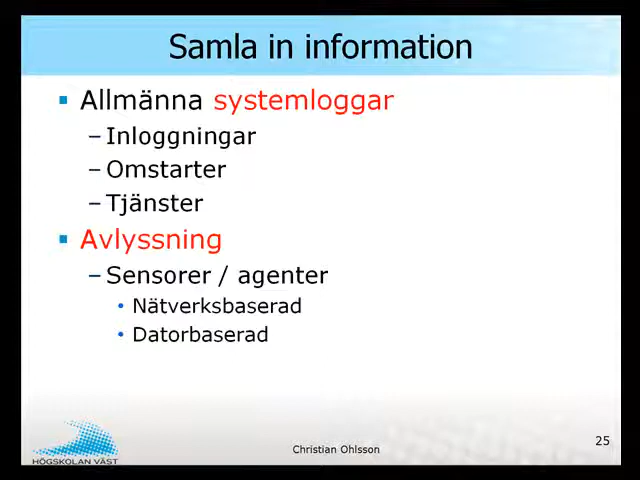 Samla in information
▪ Allmänna systemloggar
– Inloggningar
– Omstarter
– Tjänster
▪ Avlyssning
– Sensorer / agenter
• Nätverksbaserad
• Datorbaserad
HÖGSKOLAN VÄST
Christian Ohlsson
25